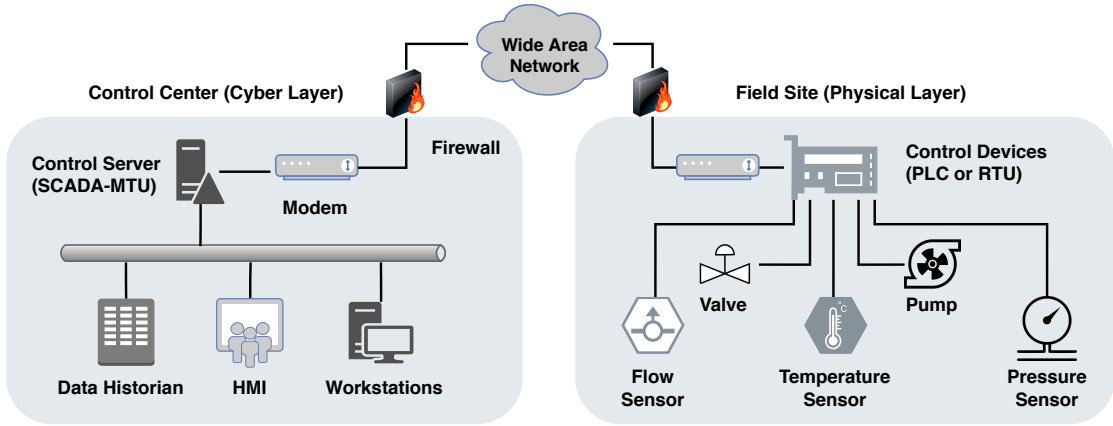 Wide Area
Network
Control Center (Cyber Layer)
Field Site (Physical Layer)
Firewall
Control Server
(SCADA-MTU)
Modem
Control Devices
(PLC or RTU)
Valve
Pump
°C
Data Historian
HMI
Workstations
Flow
Sensor
Temperature
Sensor
Pressure
Sensor